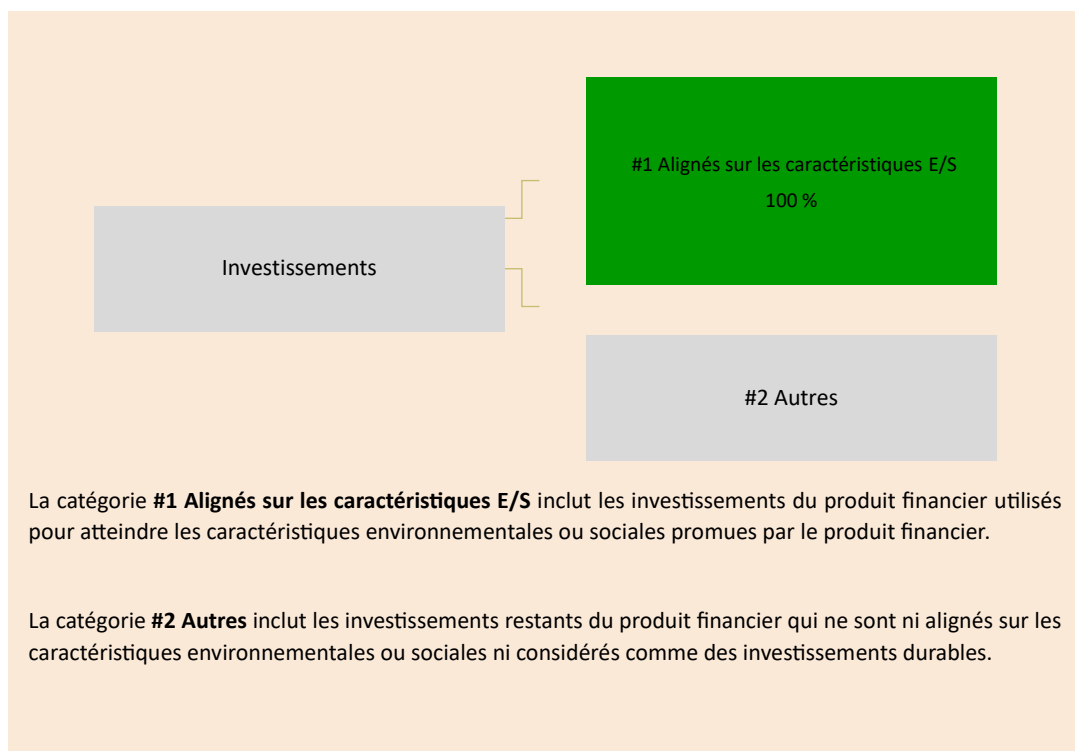 #1 Alignés sur les caractéristiques E/S
100 %
Investissements
#2 Autres
La catégorie #1 Alignés sur les caractéristiques E/S inclut les investissements du produit financier utilisés
pour atteindre les caractéristiques environnementales ou sociales promues par le produit financier.
La catégorie #2 Autres inclut les investissements restants du produit financier qui ne sont ni alignés sur les
caractéristiques environnementales ou sociales ni considérés comme des investissements durables.